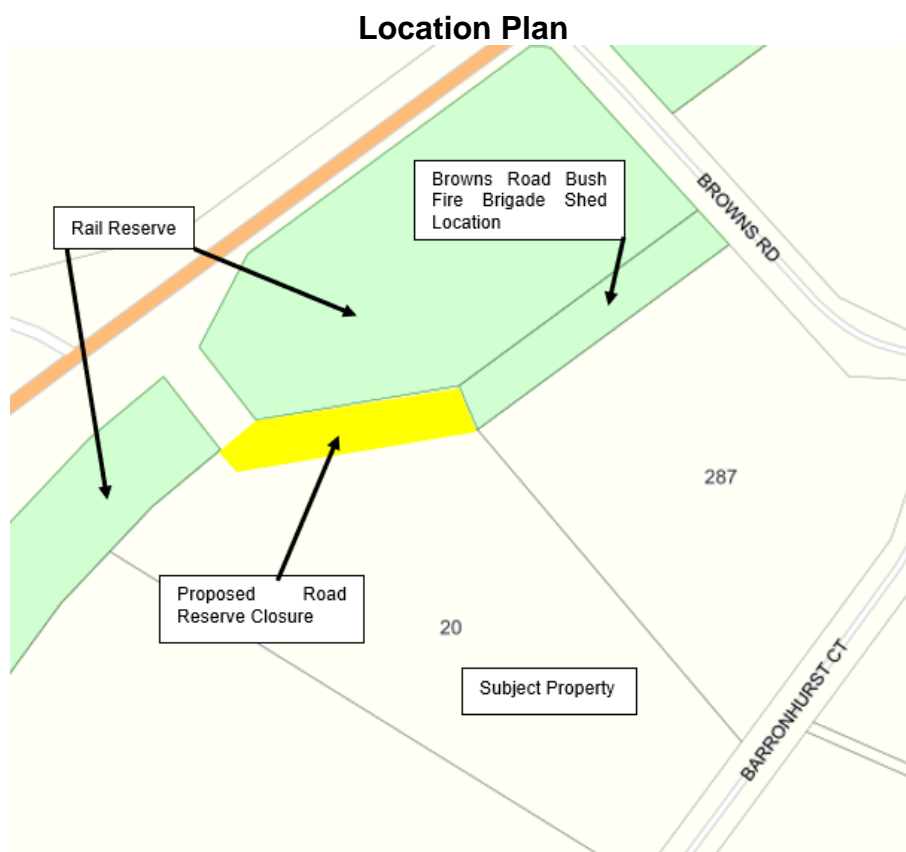 Location Plan
Browns Road Bush
Fire Brigade Shed
Location
BROWNS RD
Rail Reserve
287
Proposed Road
Reserve Closure
20
Subject Property
BARRONHURST CT